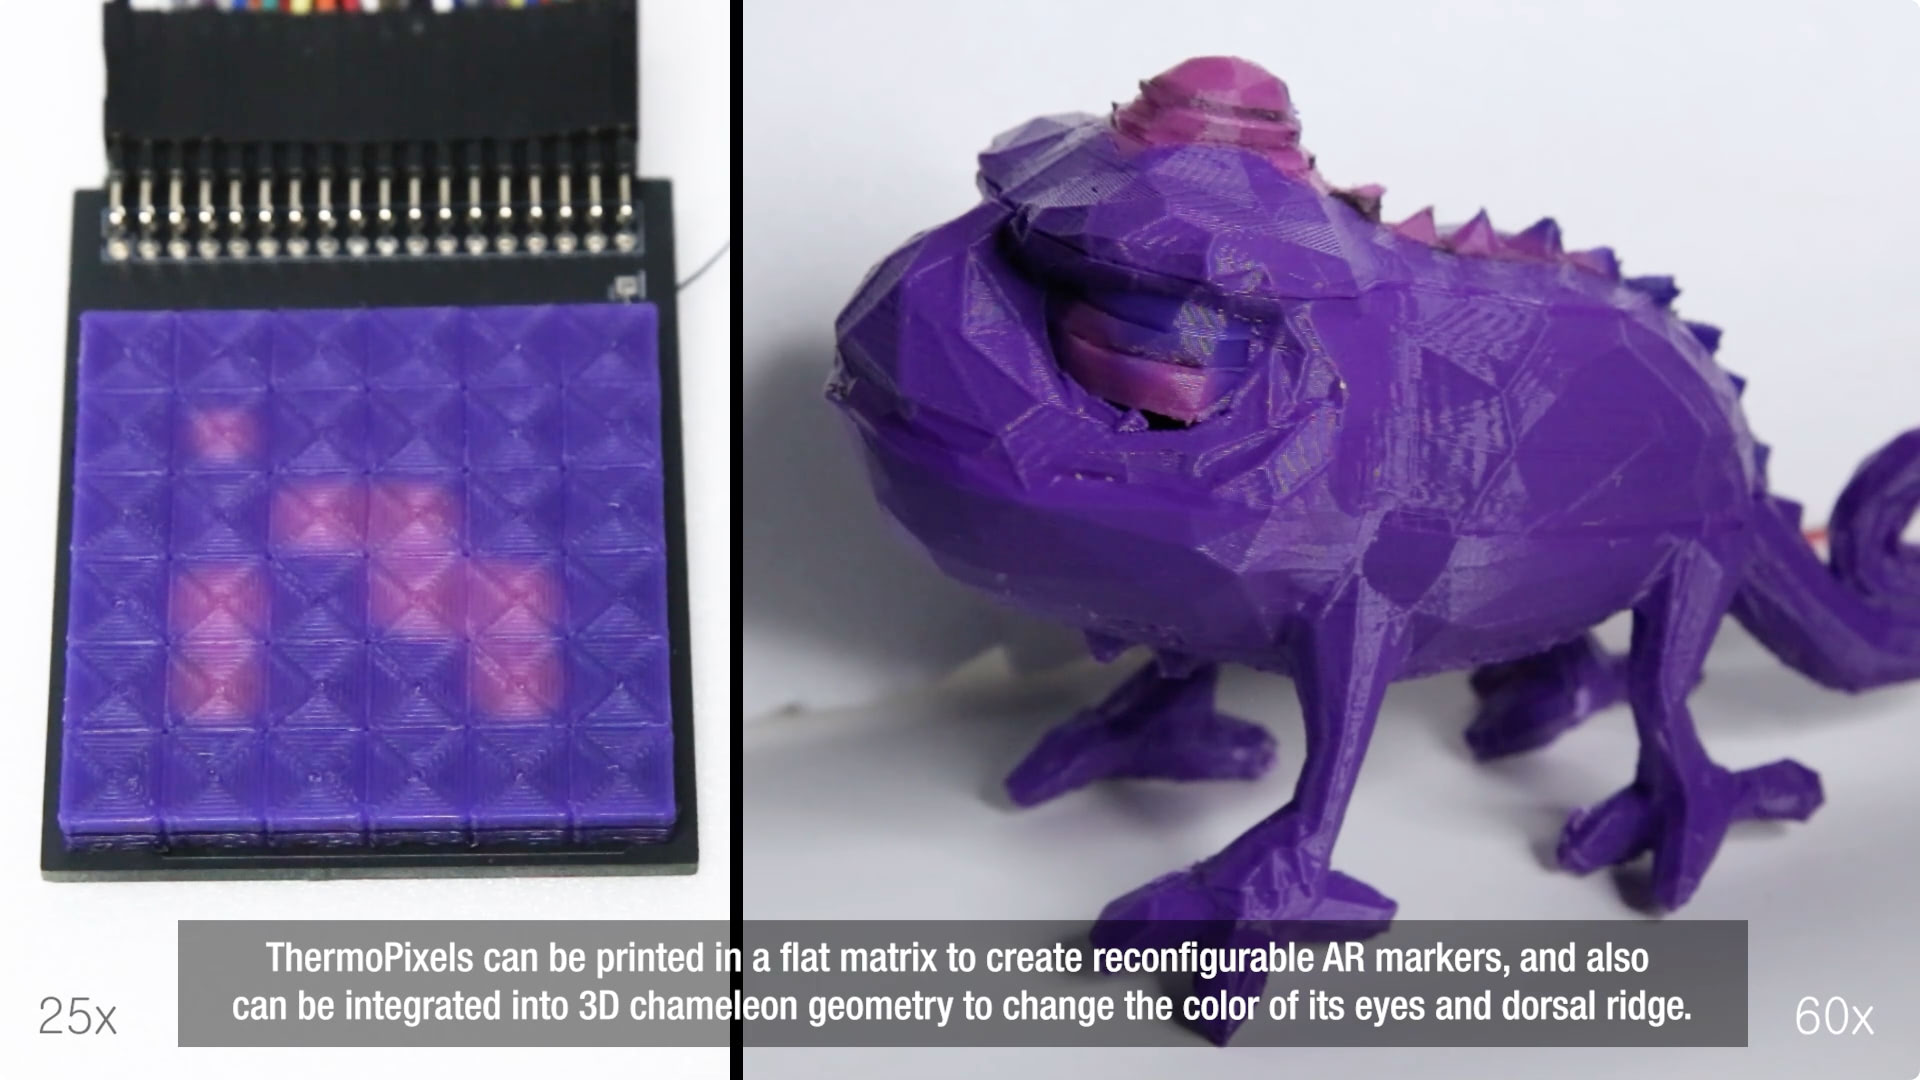 ThermoPixels can be printed in a flat matrix to create reconfigurable AR markers, and also
can be integrated into 3D chameleon geometry to change the color of its eyes and dorsal ridge.
25x
60x